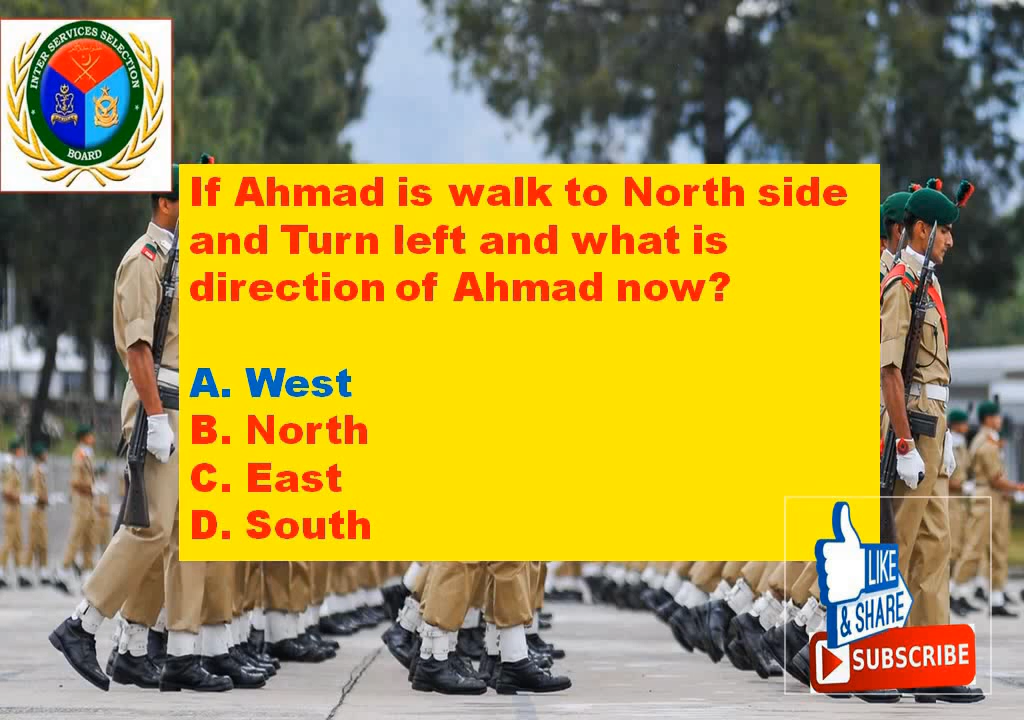 INTER SERVICES SELECTION
BOARD
If Ahmad is walk to North side
and Turn left and what is
direction of Ahmad now?
A. West
B. North
C. East
D. South
LIKE
& SHARE
SUBSCRIBE